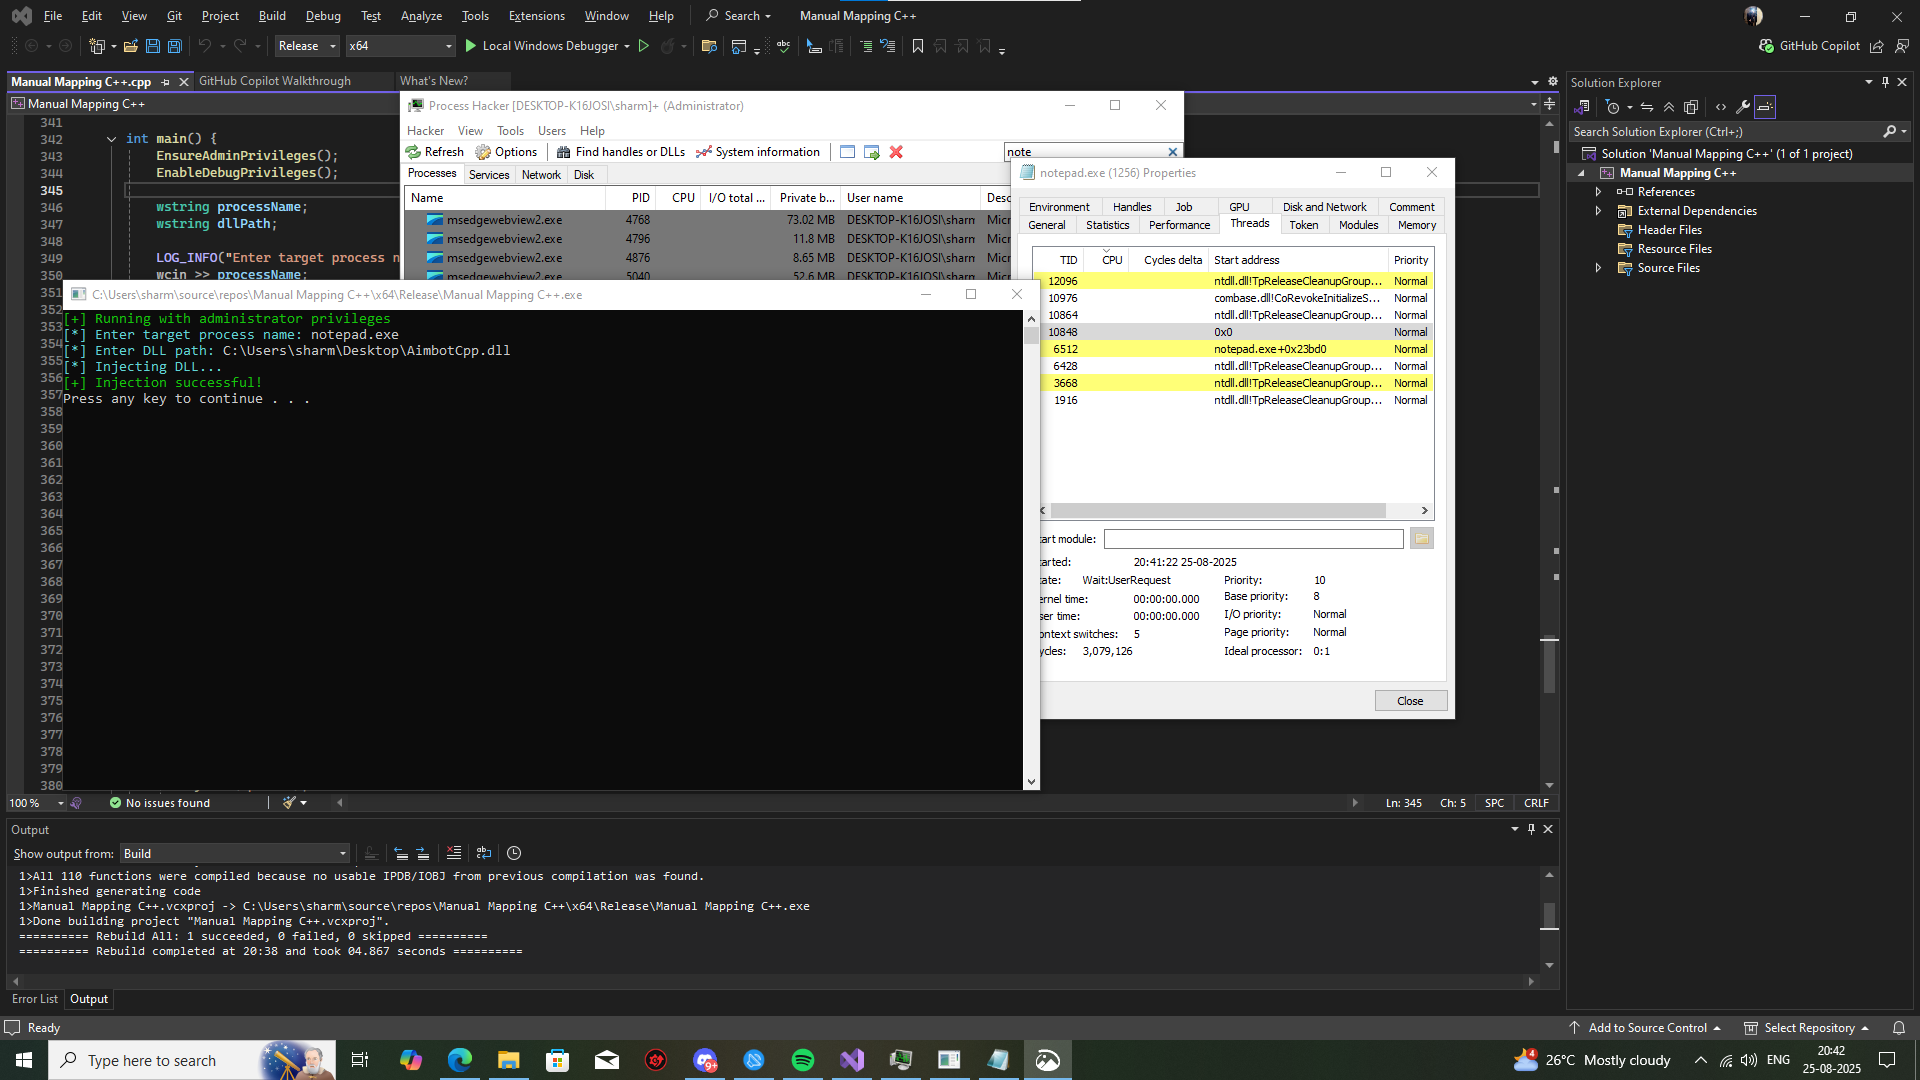 File Edit View Git Project Build Debug Test Analyze Tools Extensions Window Help Search Manual Mapping C++
Release x64 Local Windows Debugger GitHub Copilot
Manual Mapping C++.cpp GitHub Copilot Walkthrough What's New?
Manual Mapping C++
341
342 int main() {
343 EnsureAdminPrivileges();
344 EnableDebugPrivileges();
345
346 wstring processName;
347 wstring dllPath;
348
349 LOG_INFO("Enter target process n
350 wcin >> processName;
351
352
353
354
355
356
357
358
359
360
361
362
363
364
365
366
367
368
369
370
371
372
373
374
375
376
377
378
379
380
Process Hacker [DESKTOP-K16JOSI\sharm]+ (Administrator)
Hacker View Tools Users Help
Refresh Options Find handles or DLLs System information note
Processes Services Network Disk
Name PID CPU I/O total ... Private b... User name Desc
msedgewebview2.exe 4768 73.02 MB DESKTOP-K16JOSI\sharm Micr
msedgewebview2.exe 4796 11.8 MB DESKTOP-K16JOSI\sharm Micr
msedgewebview2.exe 4876 8.65 MB DESKTOP-K16JOSI\sharm Micr
msedgewebview2.exe 5040 52.6 MB DESKTOP-K16JOSI\sharm Micr
notepad.exe (1256) Properties
Environment Handles Job GPU Disk and Network Comment
General Statistics Performance Threads Token Modules Memory
TID CPU Cycles delta Start address Priority
12096 ntdll.dll!TpReleaseCleanupGroup... Normal
10976 combase.dll!CoRevokeInitializeS... Normal
10864 ntdll.dll!TpReleaseCleanupGroup... Normal
10848 0x0 Normal
6512 notepad.exe+0x23bd0 Normal
6428 ntdll.dll!TpReleaseCleanupGroup... Normal
3668 ntdll.dll!TpReleaseCleanupGroup... Normal
1916 ntdll.dll!TpReleaseCleanupGroup... Normal
tart module:
arted: 20:41:22 25-08-2025
ate: Wait:UserRequest Priority: 10
ernel time: 00:00:00.000 Base priority: 8
ser time: 00:00:00.000 I/O priority: Normal
ontext switches: 5 Page priority: Normal
ycles: 3,079,126 Ideal processor: 0:1
Close
C:\Users\sharm\source\repos\Manual Mapping C++\x64\Release\Manual Mapping C++.exe
[+] Running with administrator privileges
[*] Enter target process name: notepad.exe
[*] Enter DLL path: C:\Users\sharm\Desktop\AimbotCpp.dll
[*] Injecting DLL...
[+] Injection successful!
Press any key to continue . . .
Solution Explorer
Search Solution Explorer (Ctrl+;)
Solution 'Manual Mapping C++' (1 of 1 project)
Manual Mapping C++
References
External Dependencies
Header Files
Resource Files
Source Files
100 % No issues found Ln: 345 Ch: 5 SPC CRLF
Output
Show output from: Build
1>All 110 functions were compiled because no usable IPDB/IOBJ from previous compilation was found.
1>Finished generating code
1>Manual Mapping C++.vcxproj -> C:\Users\sharm\source\repos\Manual Mapping C++\x64\Release\Manual Mapping C++.exe
1>Done building project "Manual Mapping C++.vcxproj".
========== Rebuild All: 1 succeeded, 0 failed, 0 skipped ==========
========== Rebuild completed at 20:38 and took 04.867 seconds ==========
Error List Output
Ready Add to Source Control Select Repository
Type here to search 9+ 4 26°C Mostly cloudy ENG 20:42
25-08-2025